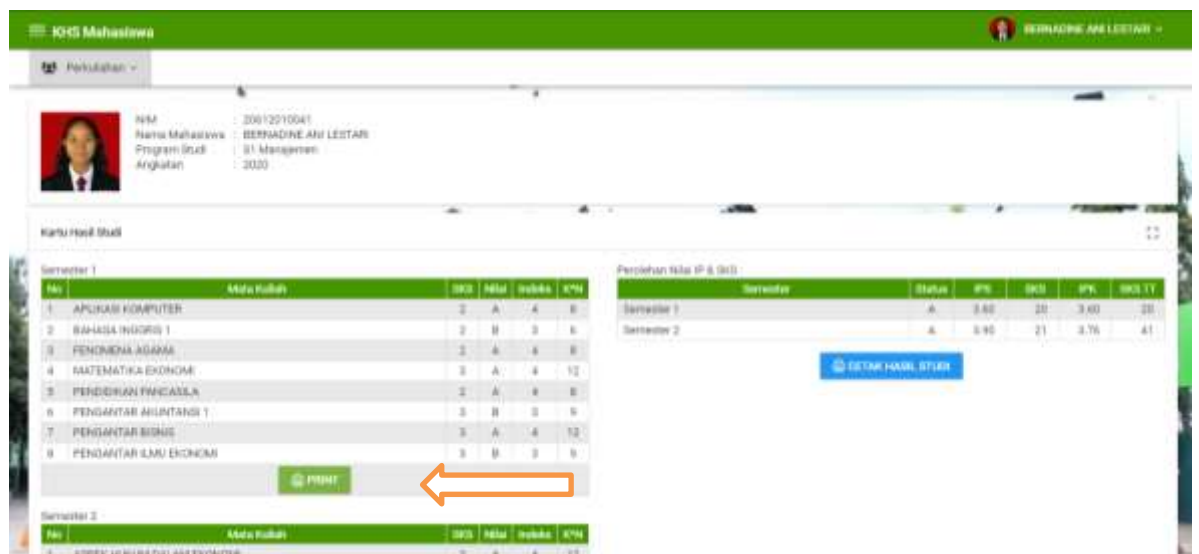 KHS Mahasiswa
BERNADINE ANI LESTARI
Perkuliahan
NIM : 20612010041
Nama Mahasiswa : BERNADINE ANI LESTARI
Program Studi : S1 Manajemen
Angkatan : 2020
Kartu Hasil Studi
Semester 1
No Mata Kuliah SKS Nilai Indeks K*N
1 APLIKASI KOMPUTER 2 A 4 8
2 BAHASA INGGRIS 1 2 B 3 6
3 FENOMENA AGAMA 2 A 4 8
4 MATEMATIKA EKONOMI 3 A 4 12
5 PENDIDIKAN PANCASILA 2 A 4 8
6 PENGANTAR AKUNTANSI 1 3 B 3 9
7 PENGANTAR BISNIS 3 A 4 12
8 PENGANTAR ILMU EKONOMI 3 B 3 9
PRINT
Semester 2
No Mata Kuliah SKS Nilai Indeks K*N
Perolehan Nilai IP & SKS
Semester Status IPS SKS IPK SKS TT
Semester 1 A 3.60 20 3.60 20
Semester 2 A 3.90 21 3.76 41
CETAK HASIL STUDI